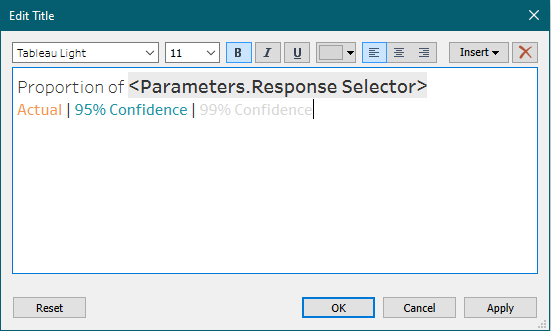 Edit Title
Tableau Light 11 B I U Insert
Proportion of <Parameters.Response Selector>
Actual | 95% Confidence | 99% Confidence
Reset OK Cancel Apply